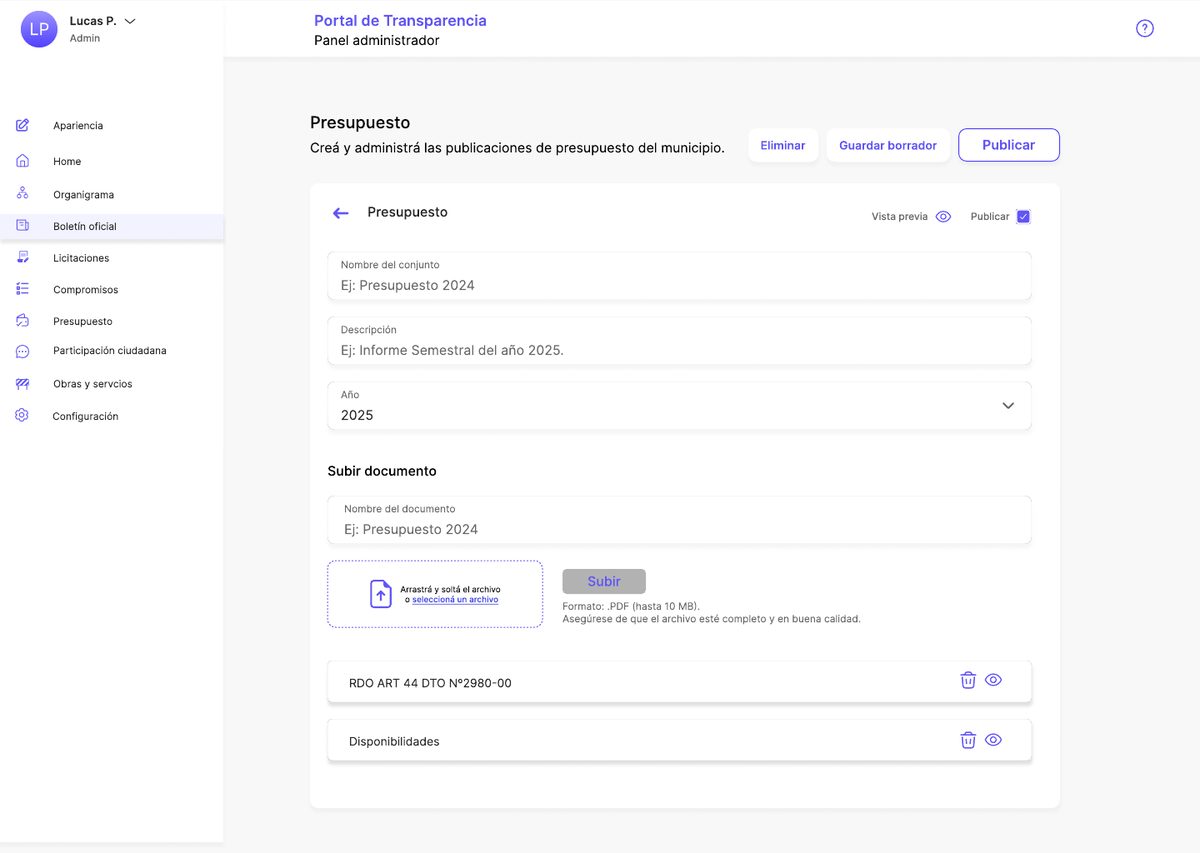 LP
Lucas P.
Admin
Portal de Transparencia
Panel administrador
Apariencia
Home
Organigrama
Boletín oficial
Licitaciones
Compromisos
Presupuesto
Participación ciudadana
Obras y servcios
Configuración
Presupuesto
Creá y administrá las publicaciones de presupuesto del municipio.
Eliminar
Guardar borrador
Publicar
Presupuesto
Vista previa
Publicar
Nombre del conjunto
Ej: Presupuesto 2024
Descripción
Ej: Informe Semestral del año 2025.
Año
2025
Subir documento
Nombre del documento
Ej: Presupuesto 2024
Arrastrá y soltá el archivo
o seleccioná un archivo
Subir
Formato: .PDF (hasta 10 MB).
Asegúrese de que el archivo esté completo y en buena calidad.
RDO ART 44 DTO Nº2980-00
Disponibilidades